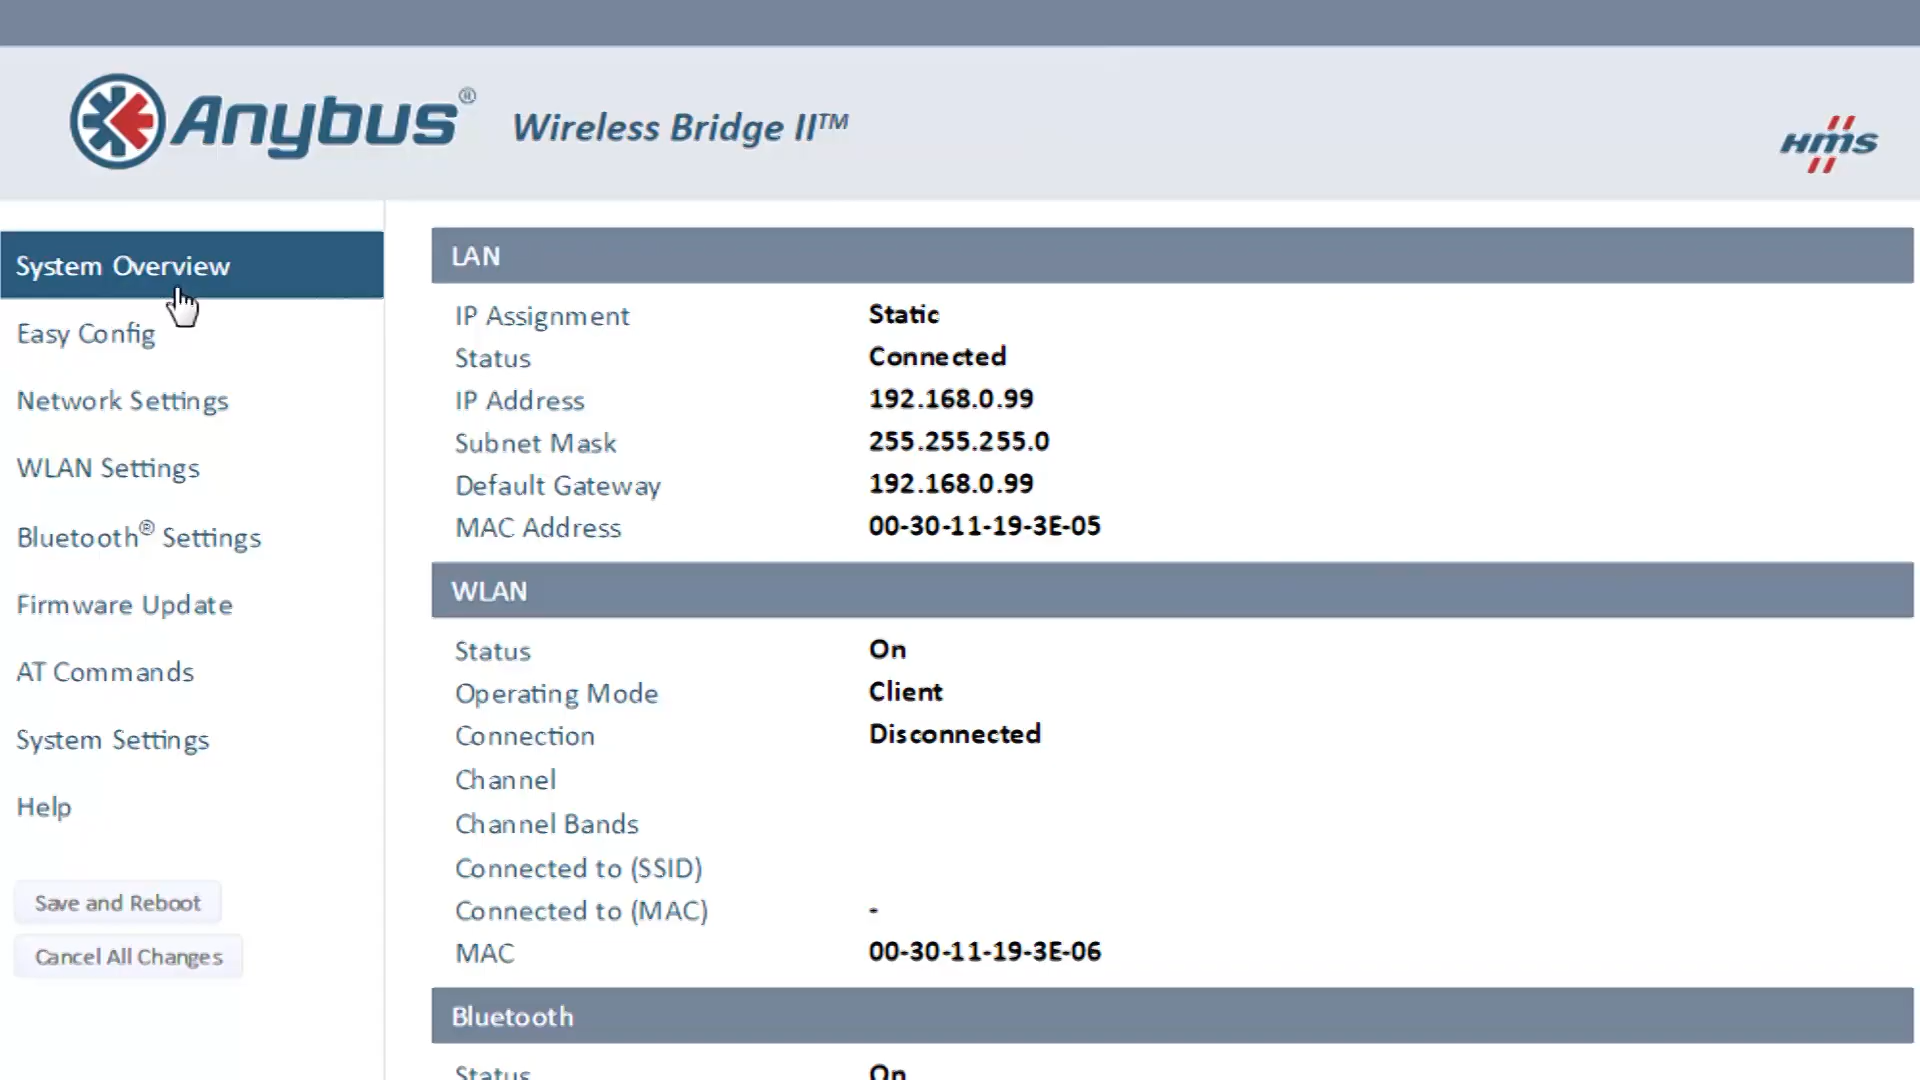 Anybus® Wireless Bridge II™
HMS
System Overview
Easy Config
Network Settings
WLAN Settings
Bluetooth® Settings
Firmware Update
AT Commands
System Settings
Help
Save and Reboot
Cancel All Changes
LAN
IP Assignment Static
Status Connected
IP Address 192.168.0.99
Subnet Mask 255.255.255.0
Default Gateway 192.168.0.99
MAC Address 00-30-11-19-3E-05
WLAN
Status On
Operating Mode Client
Connection Disconnected
Channel
Channel Bands
Connected to (SSID)
Connected to (MAC) -
MAC 00-30-11-19-3E-06
Bluetooth
Status On